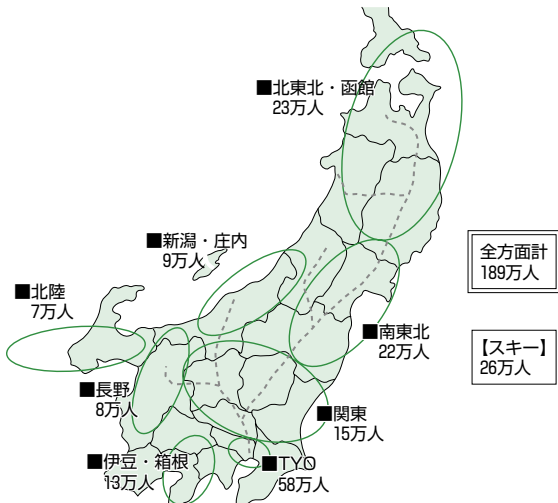 ■北東北・函館
23万人
■新潟・庄内
9万人
全方面計
189万人
■北陸
7万人
■南東北
22万人
【スキー】
26万人
■長野
8万人
■関東
15万人
■伊豆・箱根
13万人
■TYO
58万人